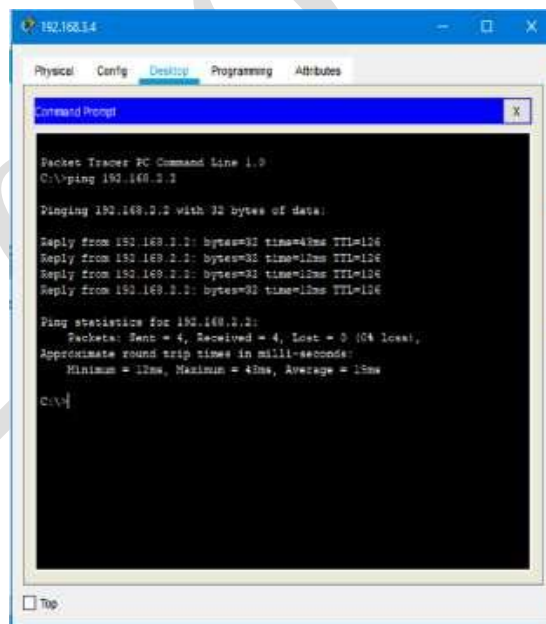 192.168.3.4
Physical Config Desktop Programming Attributes
Command Prompt X
Packet Tracer PC Command Line 1.0
C:\>ping 192.168.2.2
Pinging 192.168.2.2 with 32 bytes of data:
Reply from 192.168.2.2: bytes=32 time=43ms TTL=126
Reply from 192.168.2.2: bytes=32 time=12ms TTL=126
Reply from 192.168.2.2: bytes=32 time=12ms TTL=126
Reply from 192.168.2.2: bytes=32 time=12ms TTL=126
Ping statistics for 192.168.2.2:
Packets: Sent = 4, Received = 4, Lost = 0 (0% loss),
Approximate round trip times in milli-seconds:
Minimum = 12ms, Maximum = 43ms, Average = 19ms
C:\>
Top